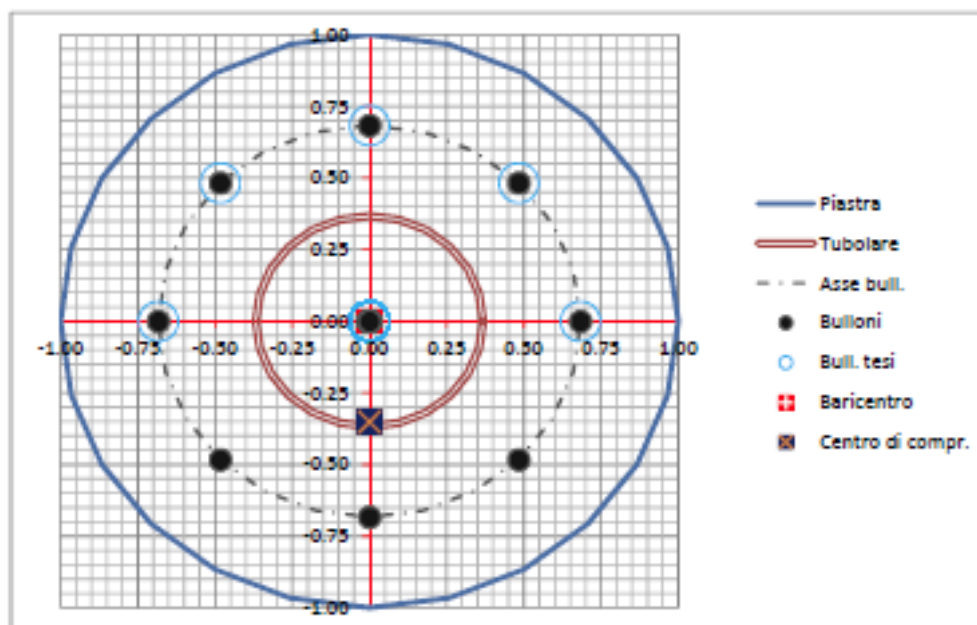 1.00
0.75
0.50
0.25
0.00
-1.00 -0.75 -0.50 -0.25 0.00 0.25 0.50 0.75 1.00
-0.25
-0.50
-0.75
-1.00
Piastra
Tubolare
Asse bull.
Bulloni
Bull. tesi
Baricentro
Centro di compr.